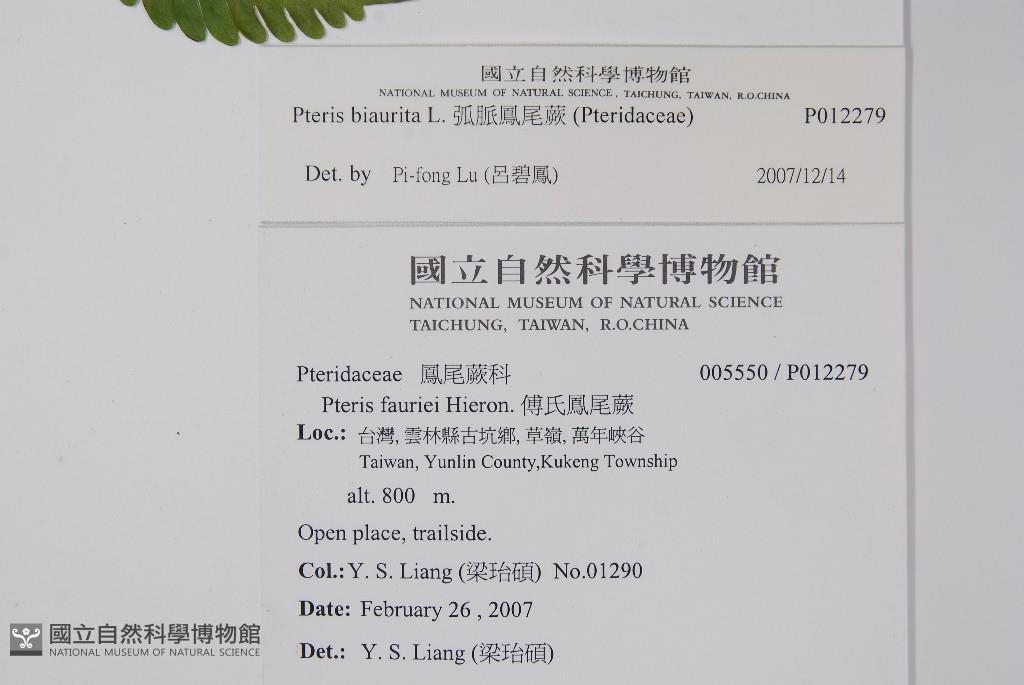 國立自然科學博物館
NATIONAL MUSEUM OF NATURAL SCIENCE, TAICHUNG, TAIWAN, R.O.CHINA
Pteris biaurita L. 弧脈鳳尾蕨 (Pteridaceae) P012279
Det. by Pi-fong Lu (呂碧鳳) 2007/12/14
國立自然科學博物館
NATIONAL MUSEUM OF NATURAL SCIENCE
TAICHUNG, TAIWAN, R.O.CHINA
Pteridaceae 鳳尾蕨科 005550 / P012279
Pteris fauriei Hieron. 傅氏鳳尾蕨
Loc.: 台灣, 雲林縣古坑鄉, 草嶺, 萬年峽谷
Taiwan, Yunlin County,Kukeng Township
alt. 800 m.
Open place, trailside.
Col.: Y. S. Liang (梁珆碩) No.01290
Date: February 26 , 2007
Det.: Y. S. Liang (梁珆碩)
國立自然科學博物館
NATIONAL MUSEUM OF NATURAL SCIENCE